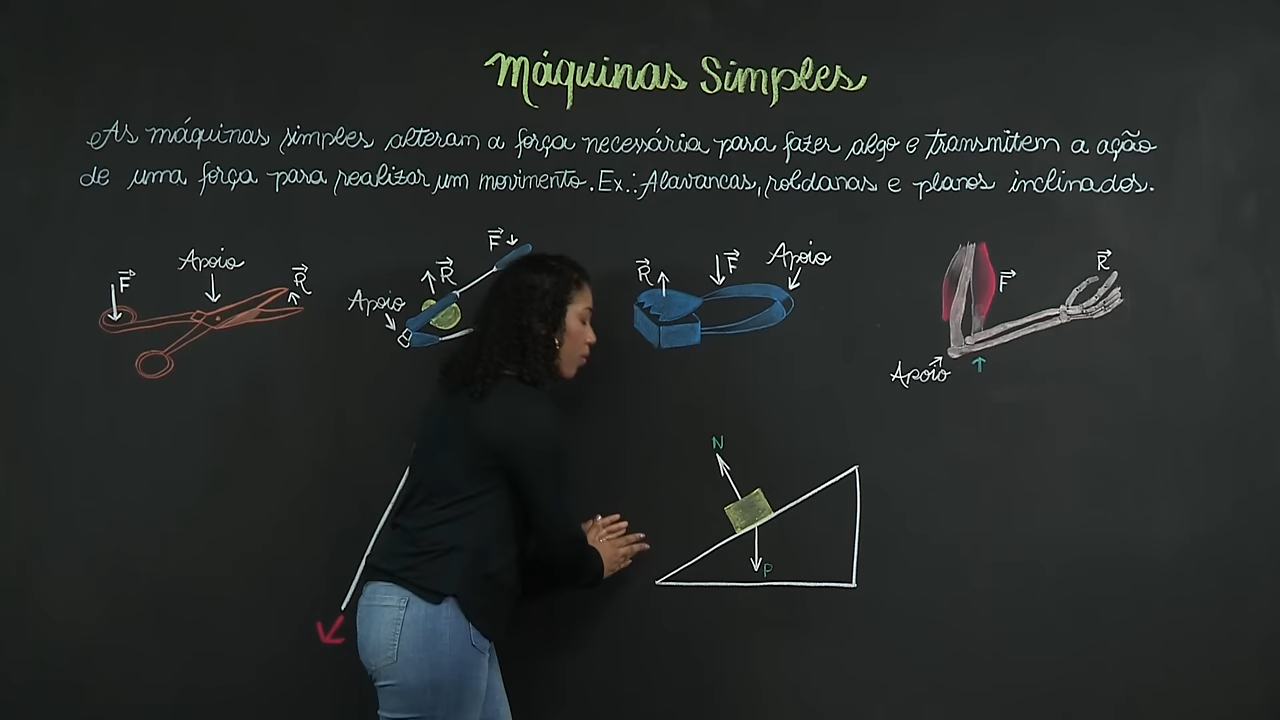 Máquinas Simples
As máquinas simples alteram a força necessária para fazer algo e transmitem a ação
de uma força para realizar um movimento. Ex.: Alavancas, roldanas e planos inclinados.
F Apoio R
Apoio R F
R F Apoio
F R Apoio
N
P